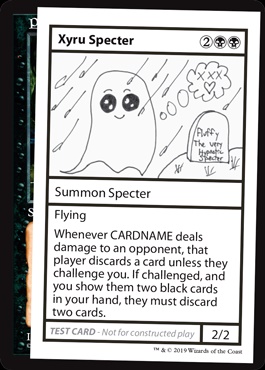 Xyru Specter 2
XXX
Fluffy
The very
Hypnotic
Specter
Summon Specter
Flying
Whenever CARDNAME deals
damage to an opponent, that
player discards a card unless they
challenge you. If challenged, and
you show them two black cards
in your hand, they must discard
two cards.
TEST CARD - Not for constructed play
2/2
™ & © 2019 Wizards of the Coast